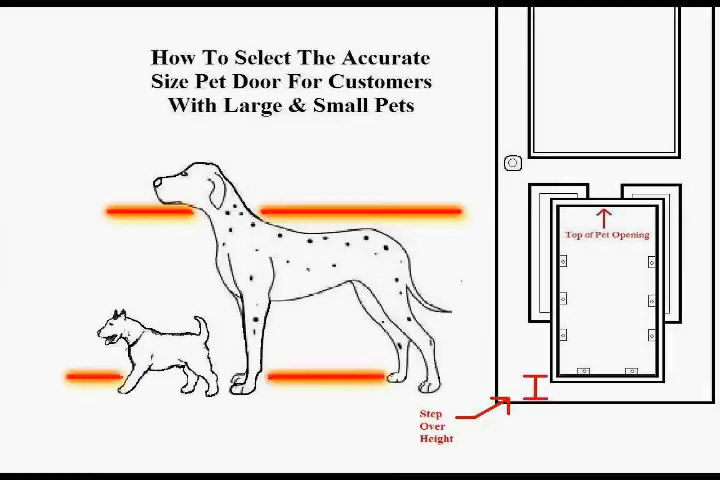 How To Select The Accurate
Size Pet Door For Customers
With Large & Small Pets
Top of Pet Opening
Step
Over
Height